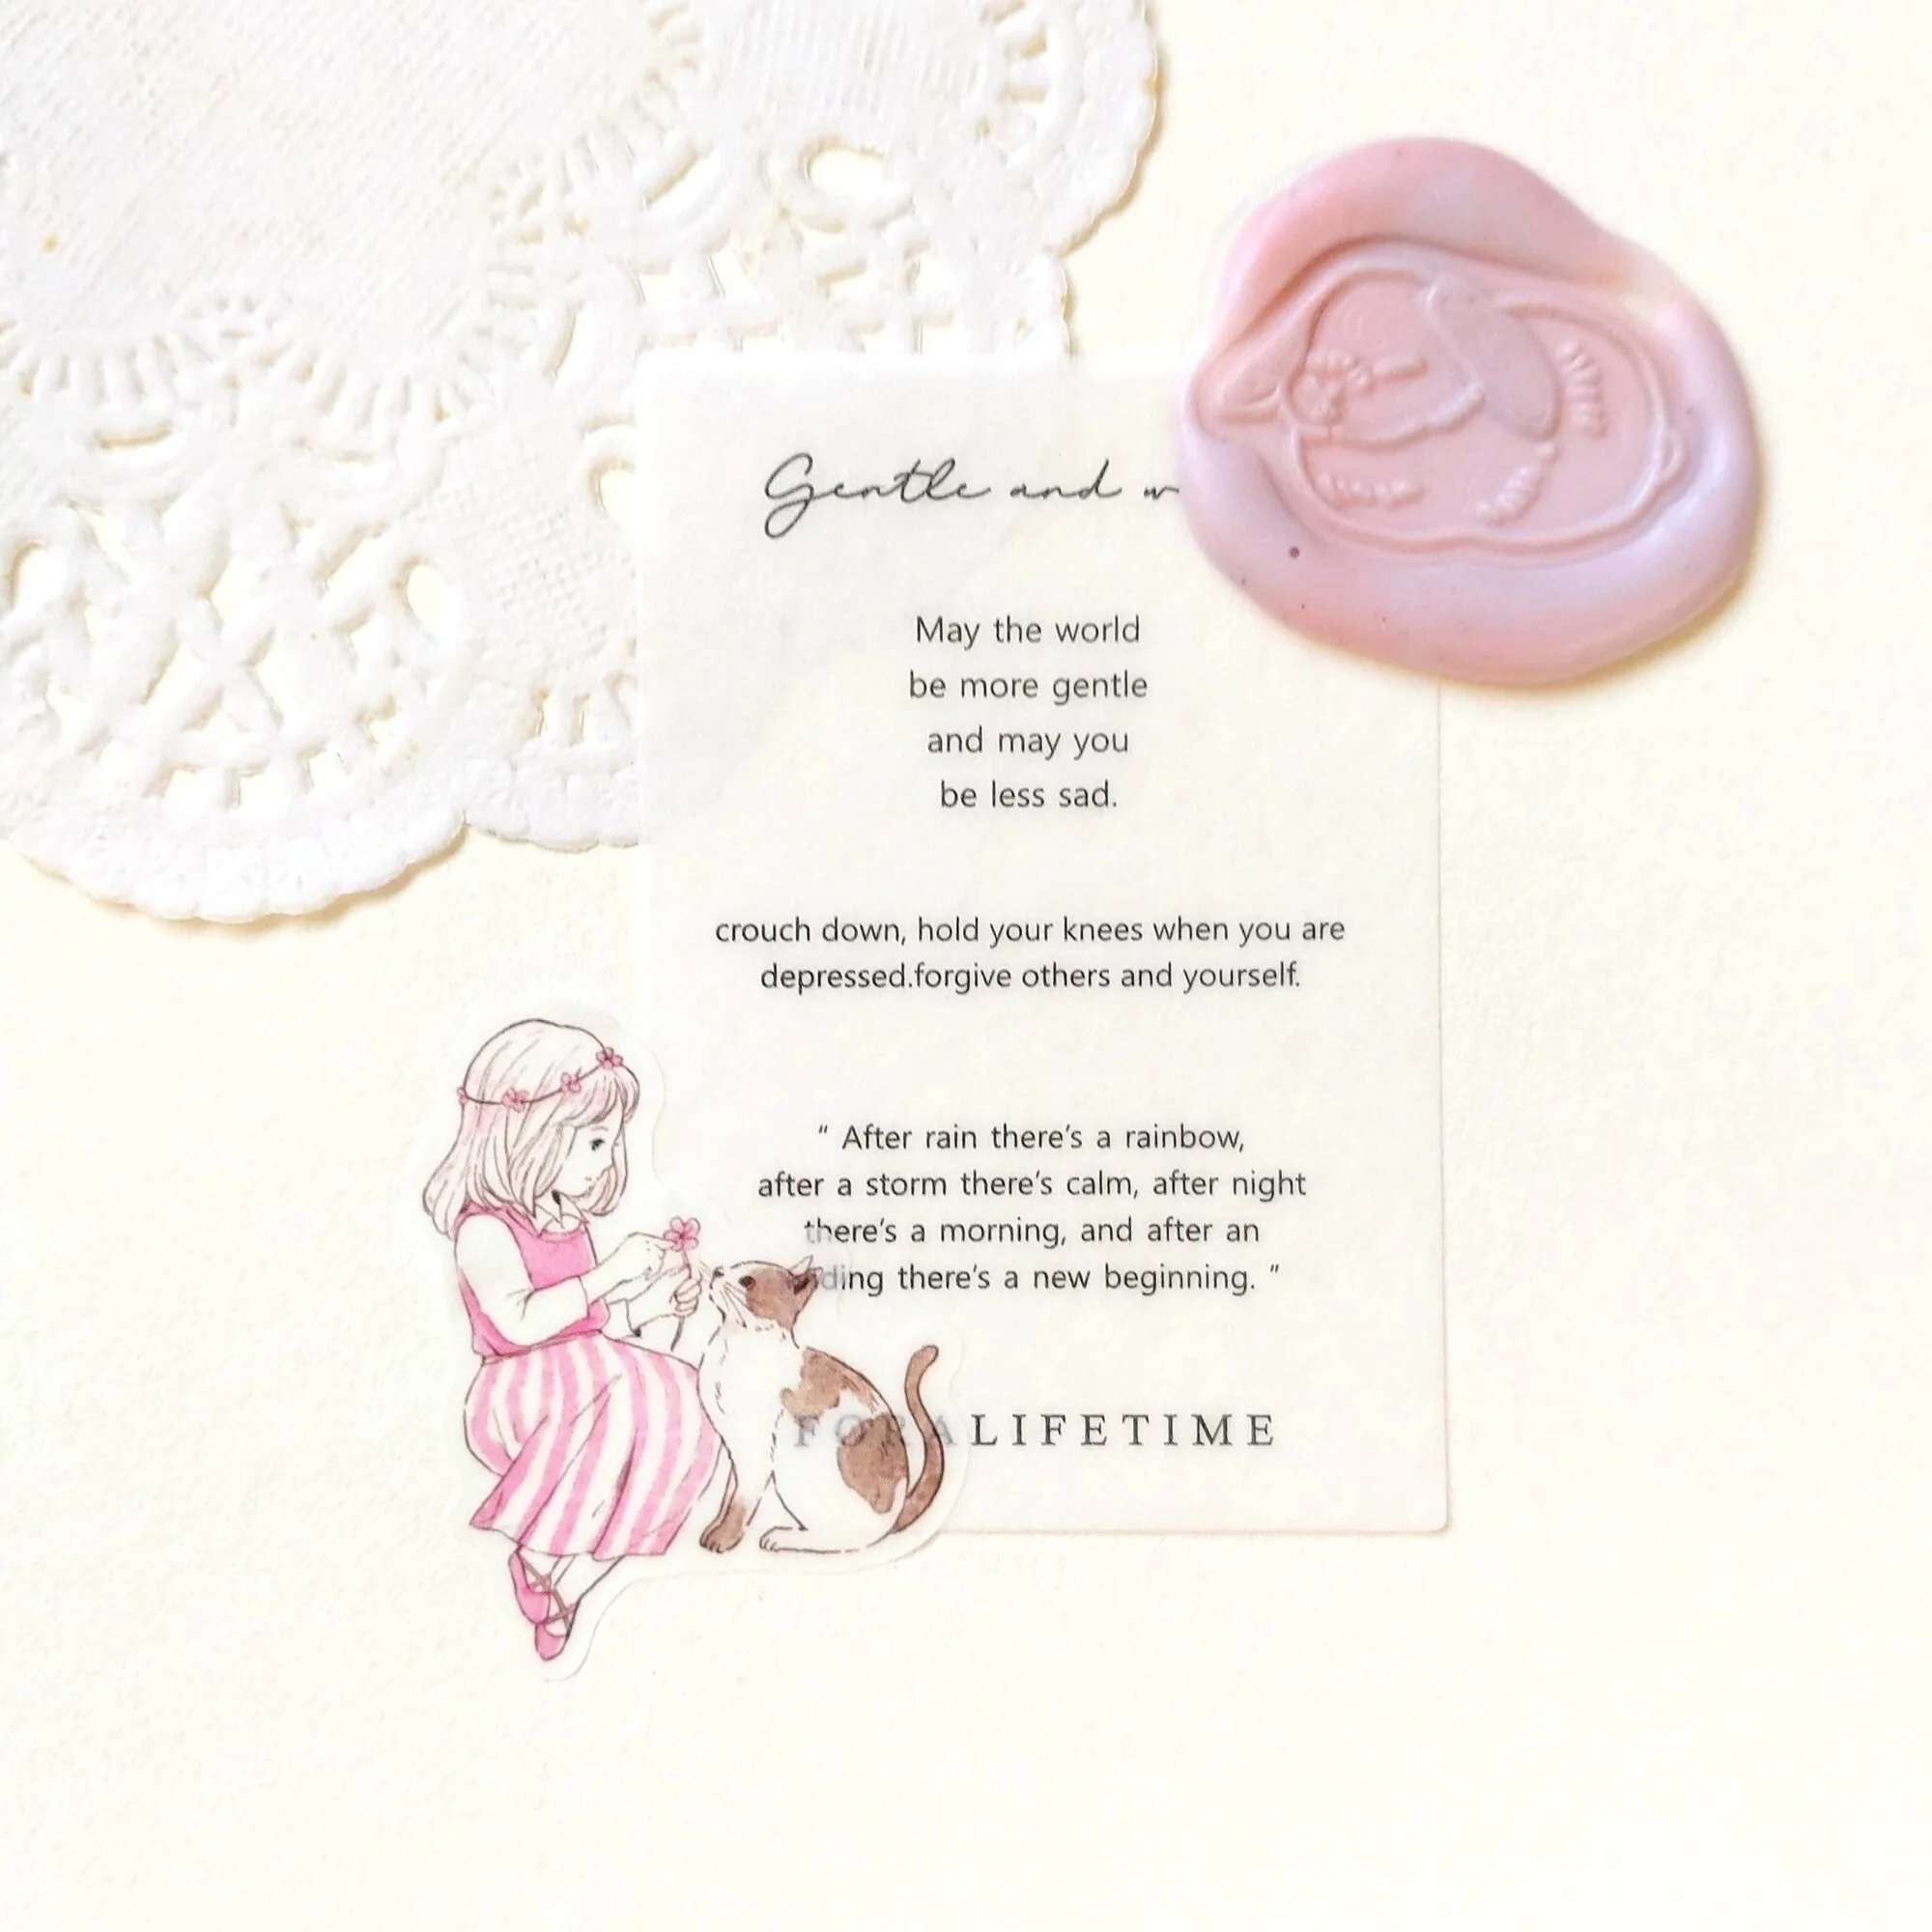 Gentle and
May the world
be more gentle
and may you
be less sad.
crouch down, hold your knees when you are
depressed.forgive others and yourself.
" After rain there's a rainbow,
after a storm there's calm, after night
there's a morning, and after an
there's a new beginning. "
FOR A LIFETIME